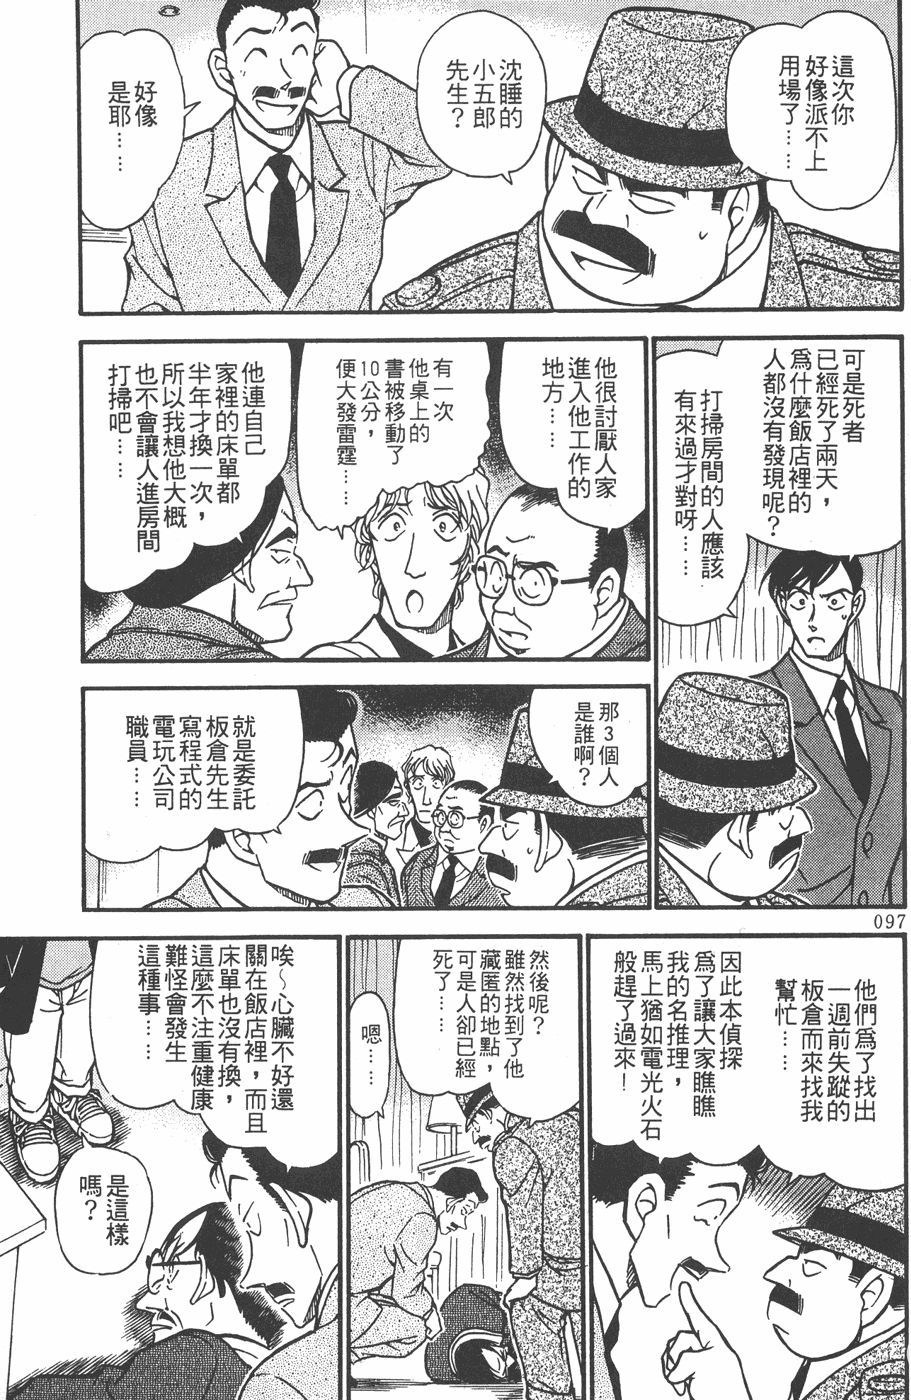 這次你
好像派不上
用場了……
沈睡的
小五郎
先生？
好像
是耶……
可是死者
已經死了兩天，
為什麼飯店裡的
人都沒有發現呢？
打掃房間的人應該
有來過才對呀……
他很討厭人家
進入他工作的
地方……
有一次
他桌上的
書被移動了
10公分，
便大發雷霆……
他連自己
家裡的床單都
半年才換一次，
所以我想他大概
也不會讓人進房間
打掃吧……
那3個人
是誰啊？
就是委託
板倉先生
寫程式的
電玩公司
職員……
097
他們為了找出
一週前失蹤的
板倉而來找我
幫忙……
因此本偵探
為了讓大家瞧瞧
我的名推理，
馬上猶如電光火石
般趕了過來！
然後呢？
雖然找到了他
藏匿的地點，
可是人卻已經
死了……
嗯……
唉～心臟不好還
關在飯店裡，而且
床單也沒有換，
這麼不注重健康
難怪會發生
這種事……
是這樣
嗎？